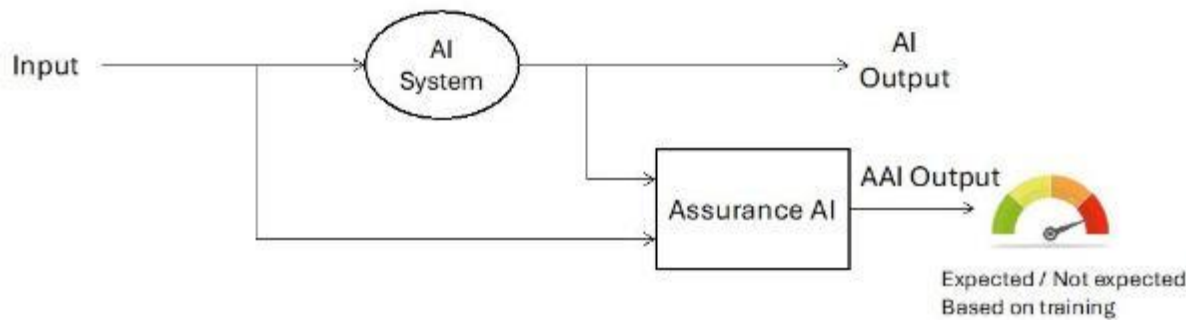 Input
AI
System
AI
Output
Assurance AI
AAI Output
Expected / Not expected
Based on training